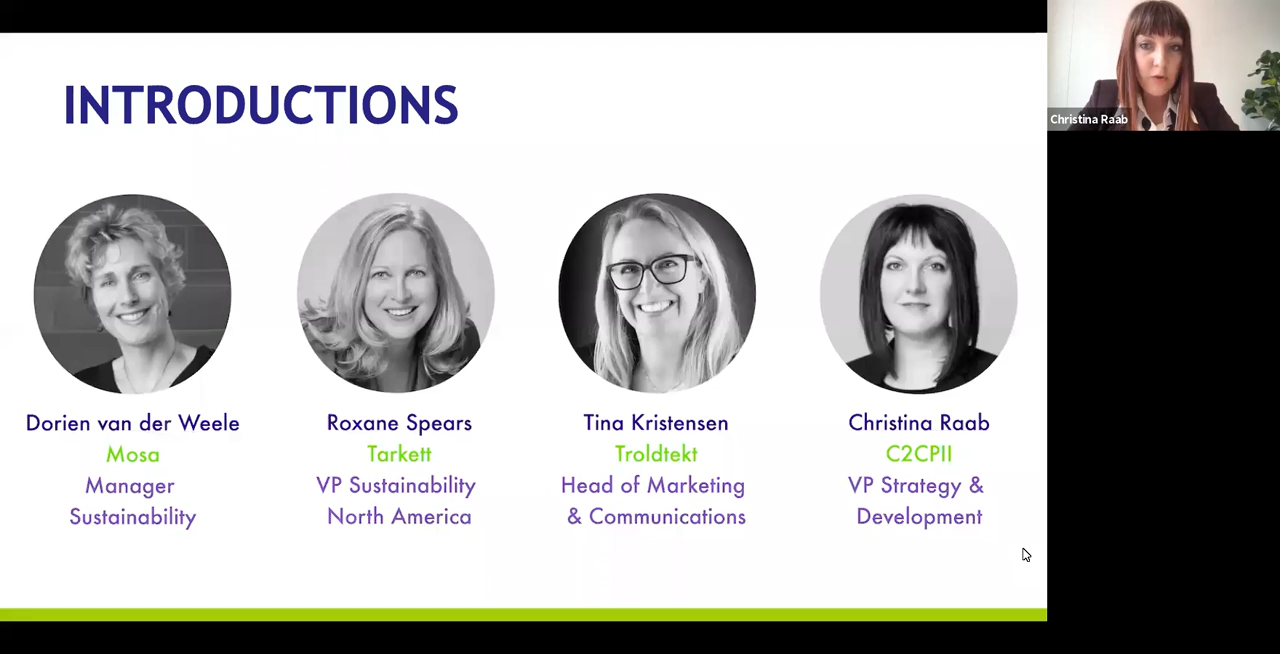 INTRODUCTIONS
Christina Raab
Dorien van der Weele
Mosa
Manager
Sustainability
Roxane Spears
Tarkett
VP Sustainability
North America
Tina Kristensen
Troldtekt
Head of Marketing
& Communications
Christina Raab
C2CPII
VP Strategy &
Development